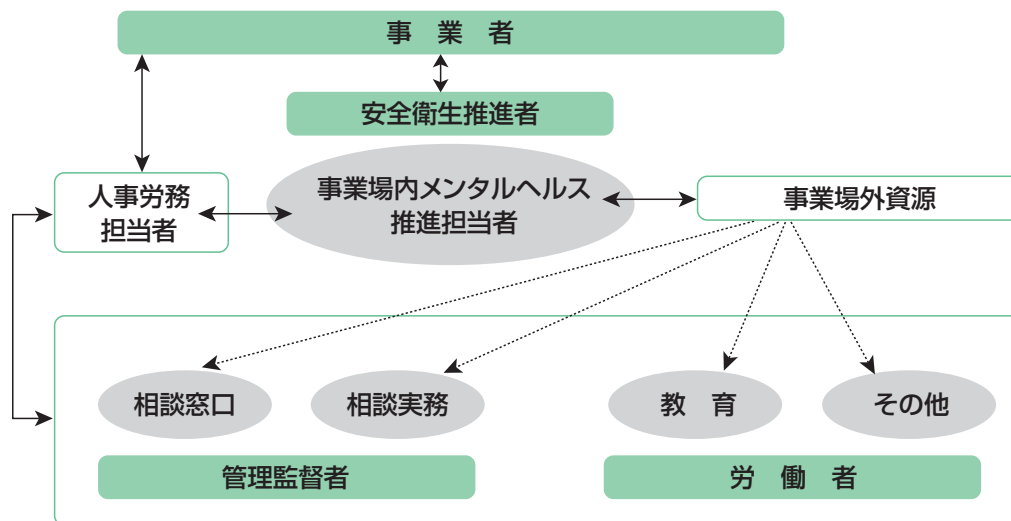 事　業　者
安全衛生推進者
人事労務
担当者
事業場内メンタルヘルス
推進担当者
事業場外資源
相談窓口
相談実務
教　育
その他
管理監督者
労　働　者